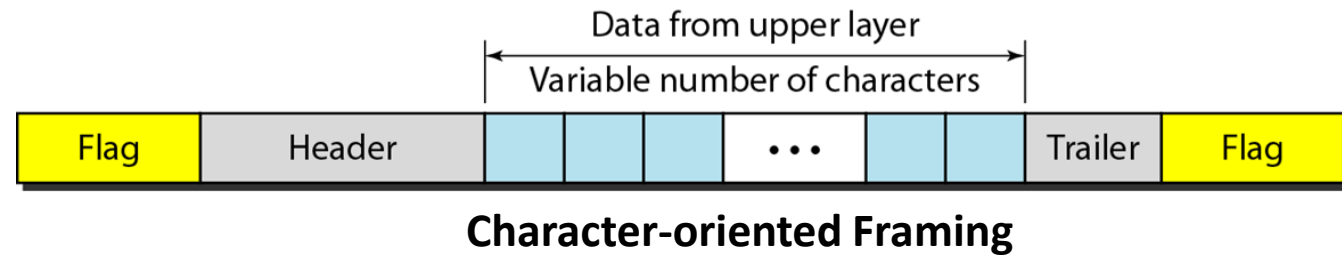 Data from upper layer
Variable number of characters
Flag Header ••• Trailer Flag
Character-oriented Framing